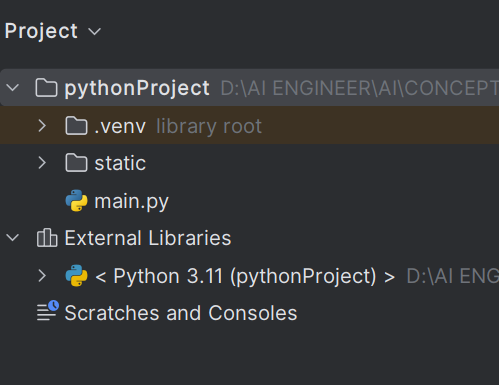 Project
pythonProject D:\AI ENGINEER\AI\CONCEPT
.venv library root
static
main.py
External Libraries
< Python 3.11 (pythonProject) > D:\AI ENG
Scratches and Consoles